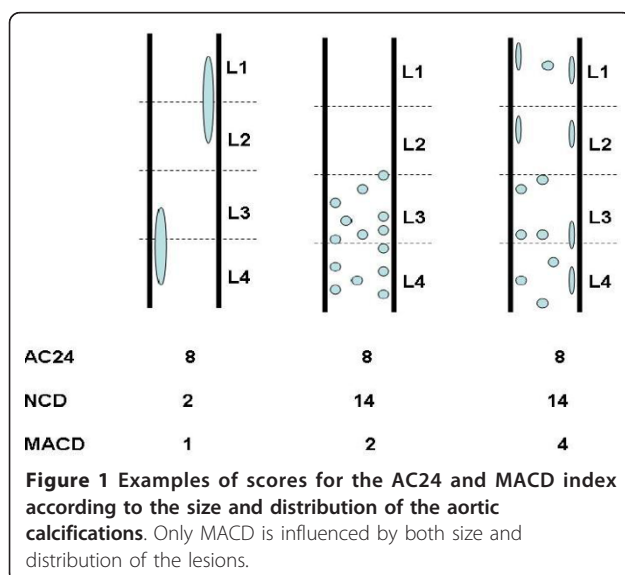 L1 L1 L1
L2 L2 L2
L3 L3 L3
L4 L4 L4
AC24 8 8 8
NCD 2 14 14
MACD 1 2 4
Figure 1 Examples of scores for the AC24 and MACD index
according to the size and distribution of the aortic
calcifications. Only MACD is influenced by both size and
distribution of the lesions.